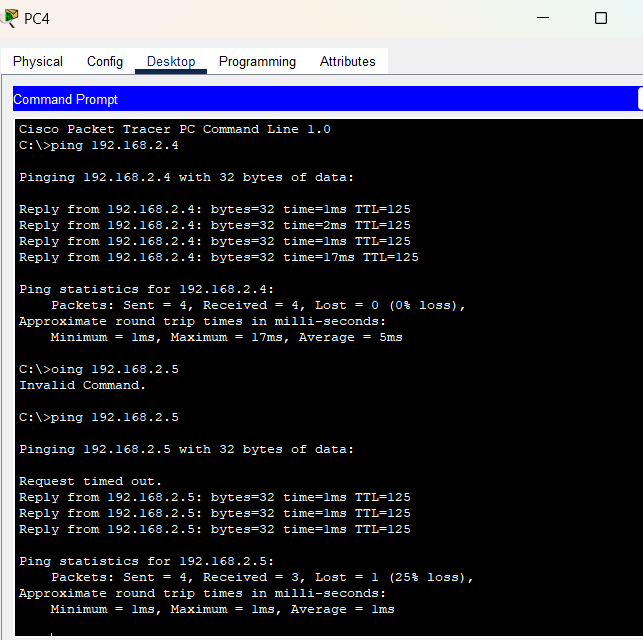 PC4
Physical Config Desktop Programming Attributes
Command Prompt
Cisco Packet Tracer PC Command Line 1.0
C:\>ping 192.168.2.4
Pinging 192.168.2.4 with 32 bytes of data:
Reply from 192.168.2.4: bytes=32 time=1ms TTL=125
Reply from 192.168.2.4: bytes=32 time=2ms TTL=125
Reply from 192.168.2.4: bytes=32 time=1ms TTL=125
Reply from 192.168.2.4: bytes=32 time=17ms TTL=125
Ping statistics for 192.168.2.4:
Packets: Sent = 4, Received = 4, Lost = 0 (0% loss),
Approximate round trip times in milli-seconds:
Minimum = 1ms, Maximum = 17ms, Average = 5ms
C:\>oing 192.168.2.5
Invalid Command.
C:\>ping 192.168.2.5
Pinging 192.168.2.5 with 32 bytes of data:
Request timed out.
Reply from 192.168.2.5: bytes=32 time=1ms TTL=125
Reply from 192.168.2.5: bytes=32 time=1ms TTL=125
Reply from 192.168.2.5: bytes=32 time=1ms TTL=125
Ping statistics for 192.168.2.5:
Packets: Sent = 4, Received = 3, Lost = 1 (25% loss),
Approximate round trip times in milli-seconds:
Minimum = 1ms, Maximum = 1ms, Average = 1ms